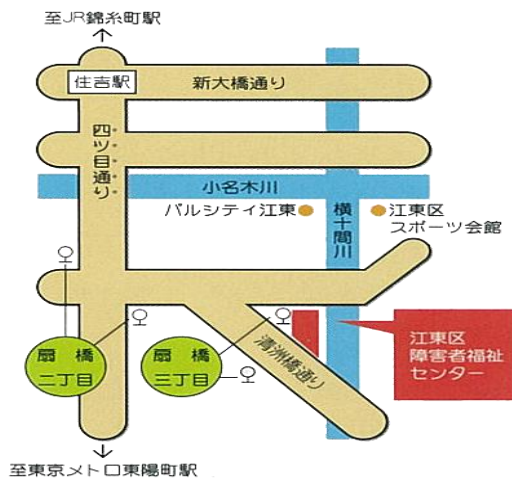 至JR錦糸町駅
住吉駅
新大橋通り
四ツ目通り
小名木川
パルシティ江東
横十間川
江東区
スポーツ会館
扇橋
二丁目
扇橋
三丁目
清洲橋通り
江東区
障害者福祉
センター
至東京メトロ東陽町駅